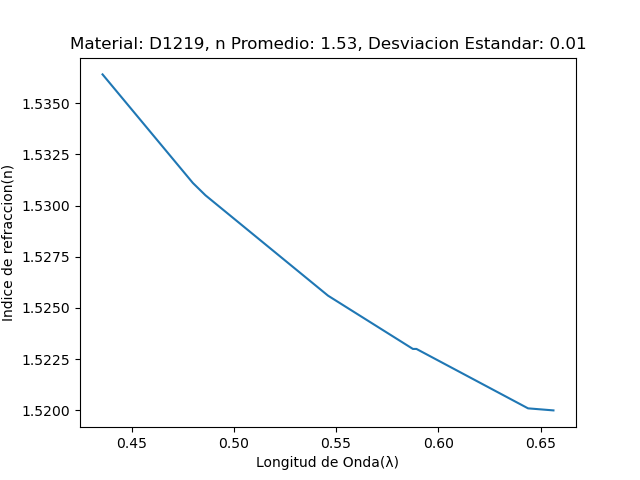 Material: D1219, n Promedio: 1.53, Desviacion Estandar: 0.01
Indice de refraccion(n)
1.5350
1.5325
1.5300
1.5275
1.5250
1.5225
1.5200
0.45 0.50 0.55 0.60 0.65
Longitud de Onda(λ)